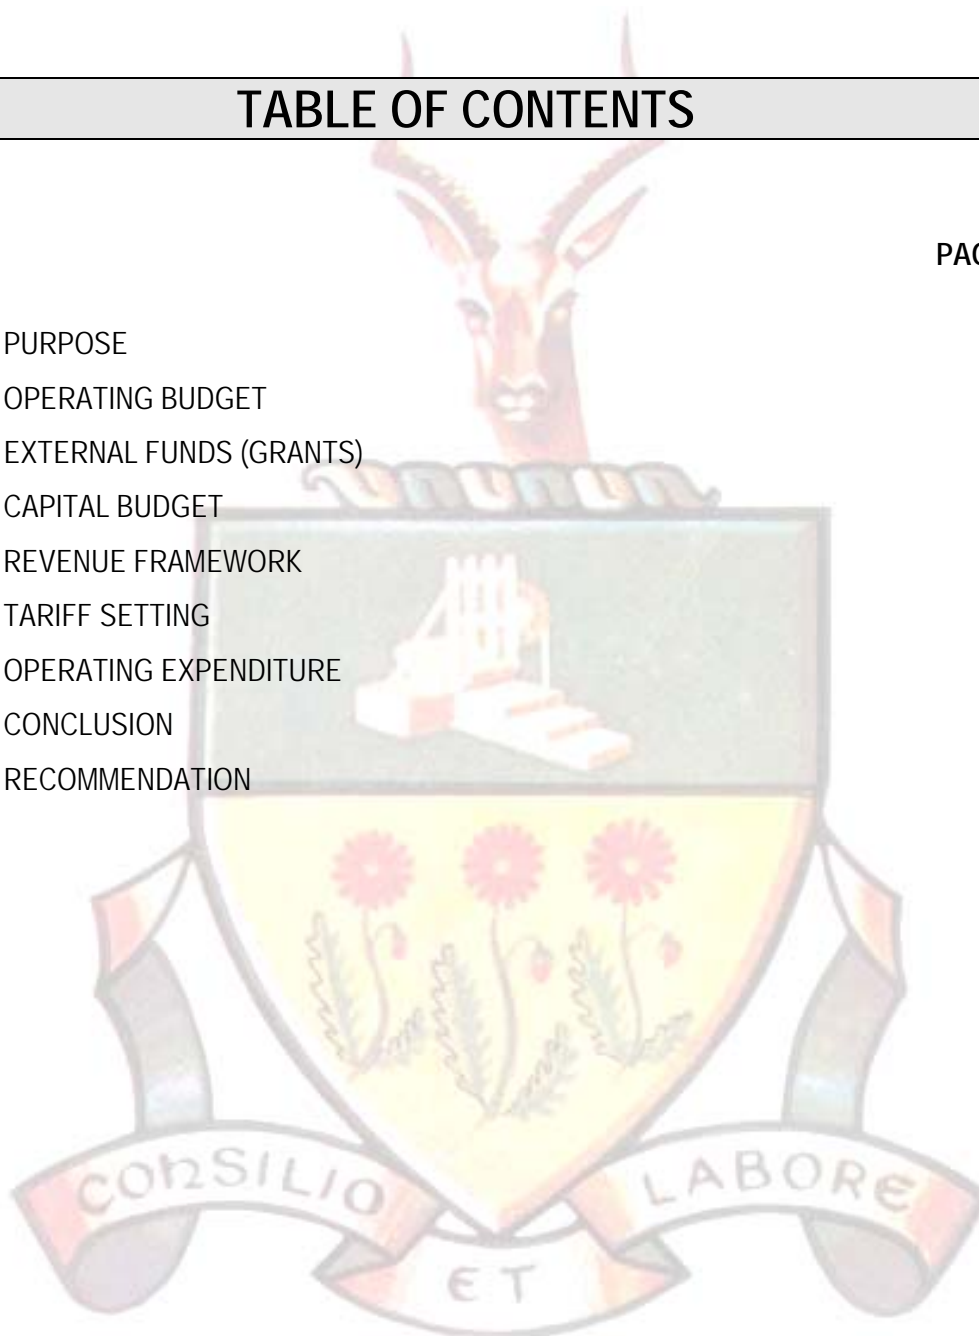 TABLE OF CONTENTS
PURPOSE
OPERATING BUDGET
EXTERNAL FUNDS (GRANTS)
CAPITAL BUDGET
REVENUE FRAMEWORK
TARIFF SETTING
OPERATING EXPENDITURE
CONCLUSION
RECOMMENDATION
CONSILIO ET LABORE